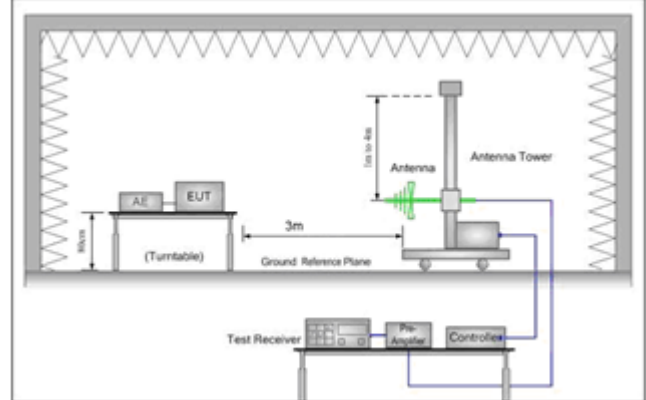 1m to 4m
Antenna
Antenna Tower
AE
EUT
80cm
3m
(Turntable)
Ground Reference Plane
Test Receiver
Pre-
Amplifier
Controller